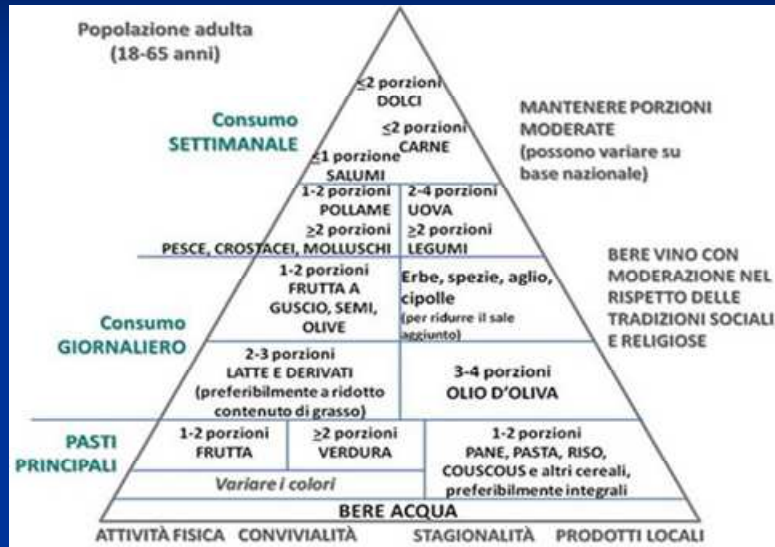 Popolazione adulta
(18-65 anni)
≤2 porzioni
DOLCI
≤2 porzioni
CARNE
≤1 porzione
SALUMI
Consumo
SETTIMANALE
MANTENERE PORZIONI
MODERATE
(possono variare su
base nazionale)
1-2 porzioni
POLLAME
≥2 porzioni
PESCE, CROSTACEI, MOLLUSCHI
2-4 porzioni
UOVA
≥2 porzioni
LEGUMI
BERE VINO CON
MODERAZIONE NEL
RISPETTO DELLE
TRADIZIONI SOCIALI
E RELIGIOSE
Consumo
GIORNALIERO
1-2 porzioni
FRUTTA A
GUSCIO, SEMI,
OLIVE
Erbe, spezie, aglio,
cipolle
(per ridurre il sale
aggiunto)
2-3 porzioni
LATTE E DERIVATI
(preferibilmente a ridotto
contenuto di grasso)
3-4 porzioni
OLIO D'OLIVA
PASTI
PRINCIPALI
1-2 porzioni
FRUTTA
≥2 porzioni
VERDURA
Variare i colori
1-2 porzioni
PANE, PASTA, RISO,
COUSCOUS e altri cereali,
preferibilmente integrali
BERE ACQUA
ATTIVITÀ FISICA CONVIVIALITÀ STAGIONALITÀ PRODOTTI LOCALI